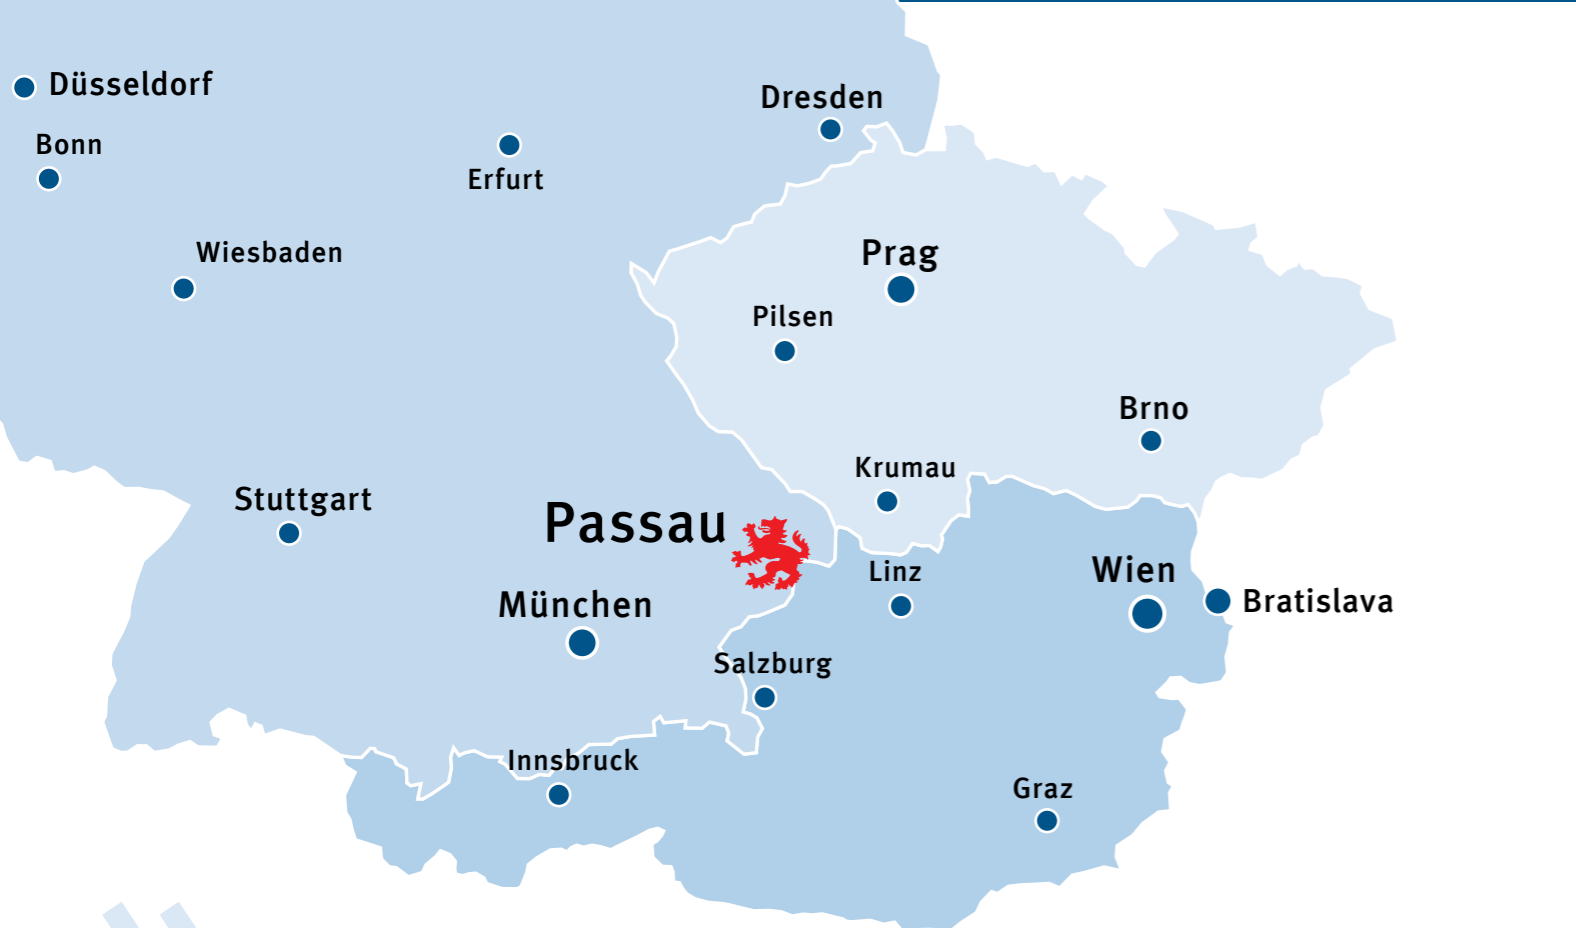 Düsseldorf
Dresden
Bonn
Erfurt
Wiesbaden
Prag
Pilsen
Brno
Krumau
Stuttgart
Passau
Linz
Wien
Bratislava
München
Salzburg
Innsbruck
Graz